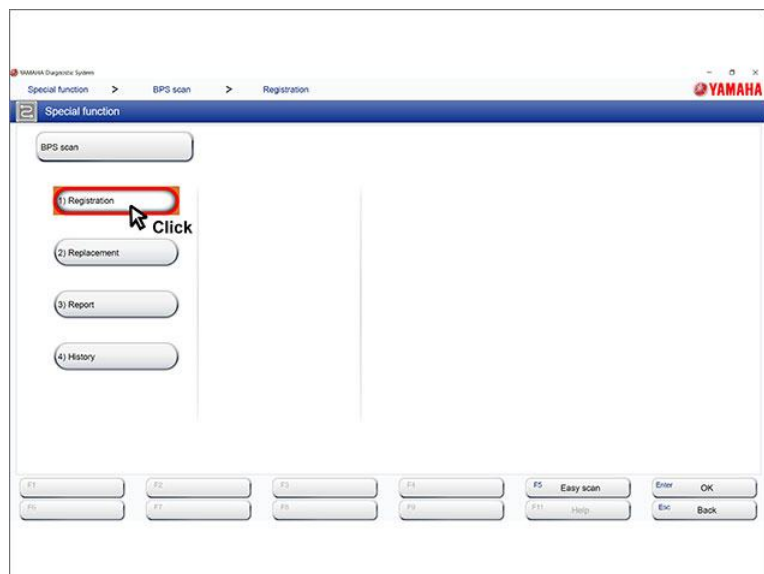 YAMAHA Diagnostic System
Special function > BPS scan > Registration
YAMAHA
Special function
BPS scan
1) Registration
Click
2) Replacement
3) Report
4) History
F1 F2 F3 F4 F5 Easy scan Enter OK
F6 F7 F8 F9 F11 Help Esc Back